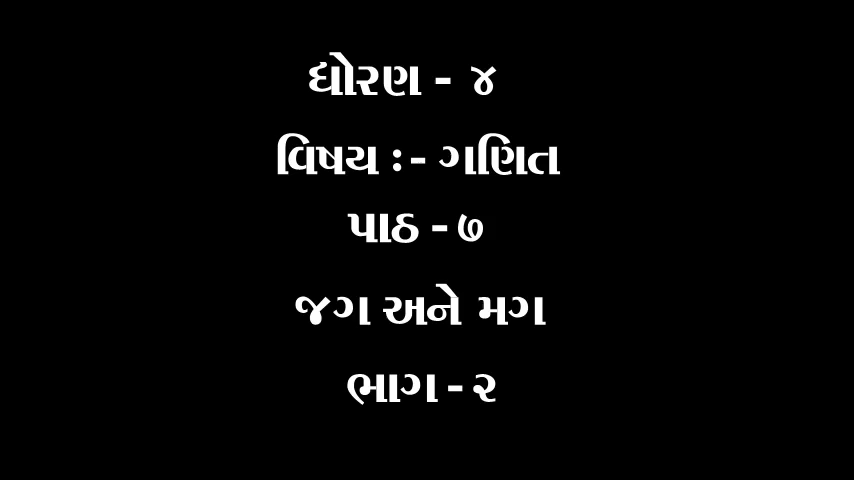 ધોરણ - ૪
વિષય :- ગણિત
પાઠ - ૭
જગ અને મગ
ભાગ - ૨